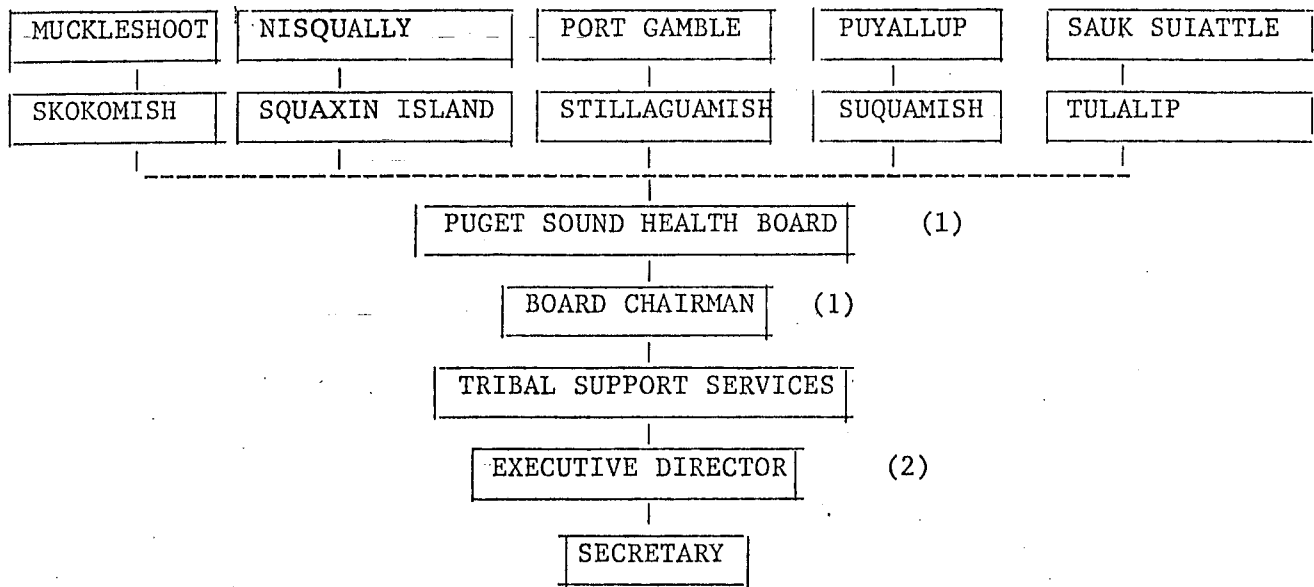 MUCKLESHOOT NISQUALLY PORT GAMBLE PUYALLUP SAUK SUIATTLE
SKOKOMISH SQUAXIN ISLAND STILLAGUAMISH SUQUAMISH TULALIP
PUGET SOUND HEALTH BOARD (1)
BOARD CHAIRMAN (1)
TRIBAL SUPPORT SERVICES
EXECUTIVE DIRECTOR (2)
SECRETARY